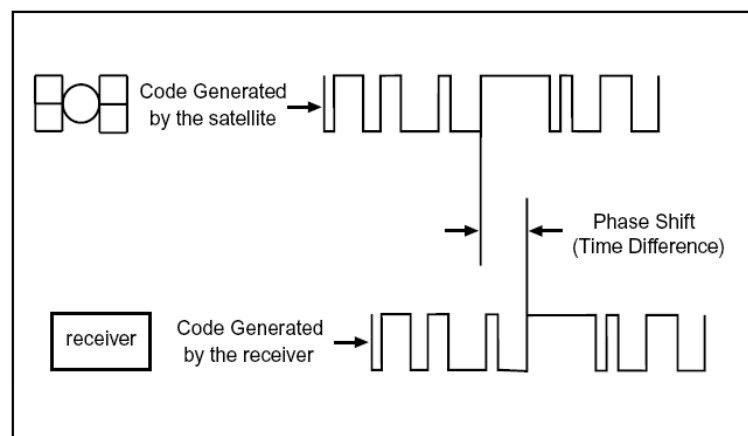 Code Generated
by the satellite
Phase Shift
(Time Difference)
receiver
Code Generated
by the receiver